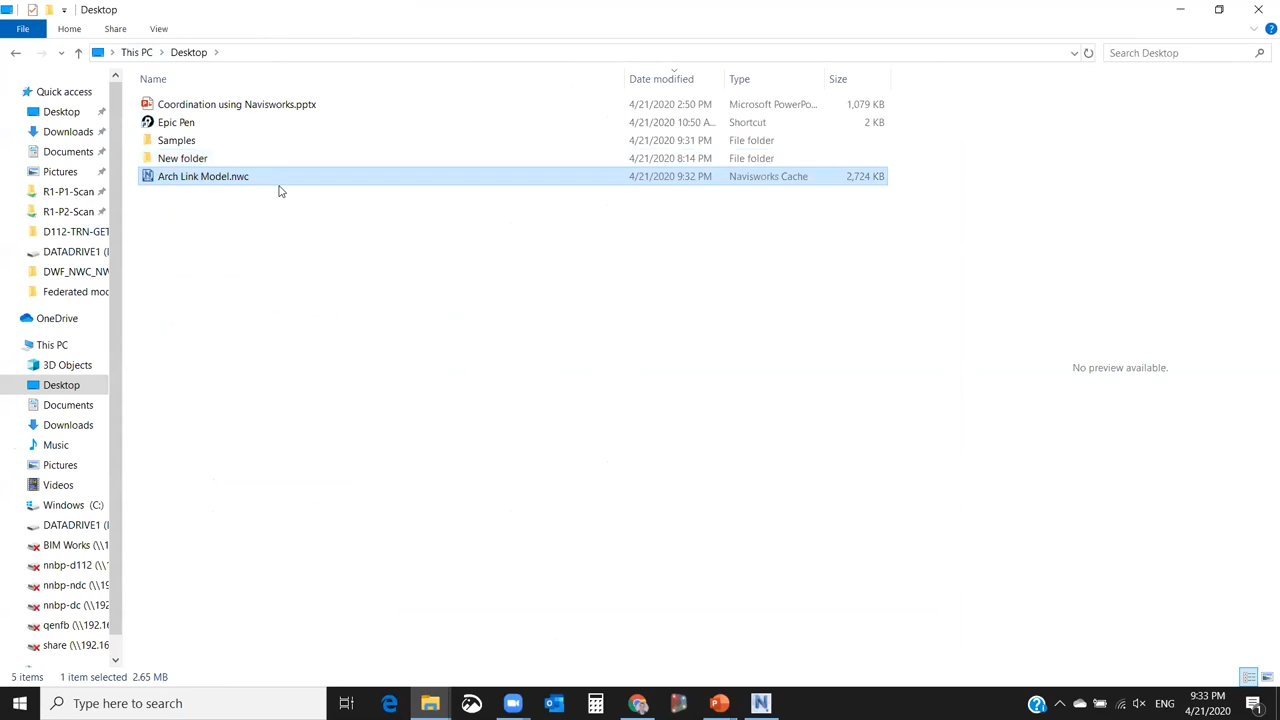 Desktop
File
Home
Share
View
This PC
Desktop
Search Desktop
Quick access
Desktop
Downloads
Documents
Pictures
R1-P1-Scan
R1-P2-Scan
D112-TRN-GET
DATADRIVE1 (
DWF_NWC_NW
Federated mod
OneDrive
This PC
3D Objects
Desktop
Documents
Downloads
Music
Pictures
Videos
Windows (C:)
DATADRIVE1 (
BIM Works (\\1
nnbp-d112 (\\1
nnbp-ndc (\\19
nnbp-dc (\\192
qenfb (\\192.16
share (\\192.16
Name Date modified Type Size
Coordination using Navisworks.pptx 4/21/2020 2:50 PM Microsoft PowerPo... 1,079 KB
Epic Pen 4/21/2020 10:50 A... Shortcut 2 KB
Samples 4/21/2020 9:31 PM File folder
New folder 4/21/2020 8:14 PM File folder
Arch Link Model.nwc 4/21/2020 9:32 PM Navisworks Cache 2,724 KB
No preview available.
5 items 1 item selected 2.65 MB
Type here to search
ENG
9:33 PM
4/21/2020
1